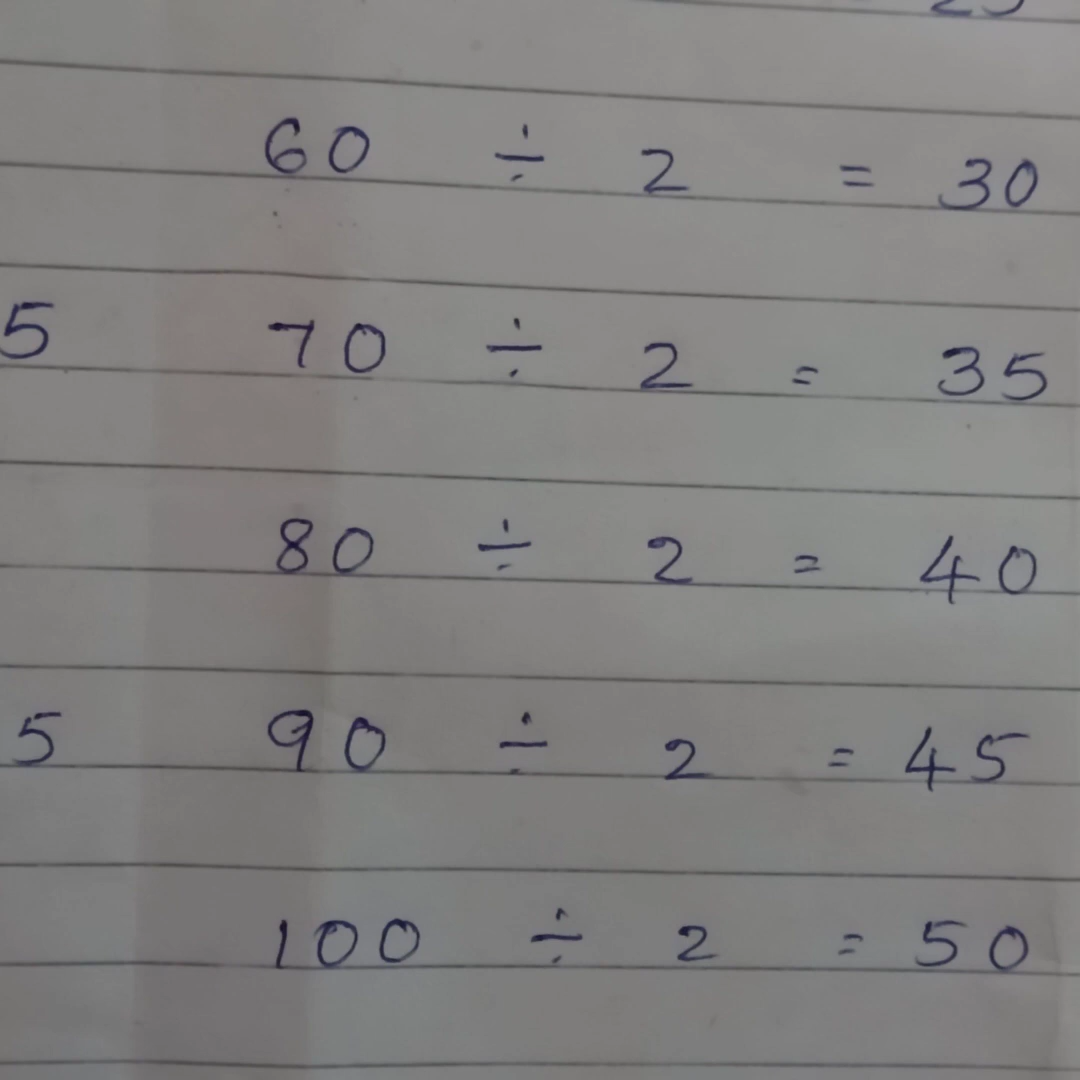 60 ÷ 2 = 30
5 70 ÷ 2 = 35
80 ÷ 2 = 40
5 90 ÷ 2 = 45
100 ÷ 2 = 50